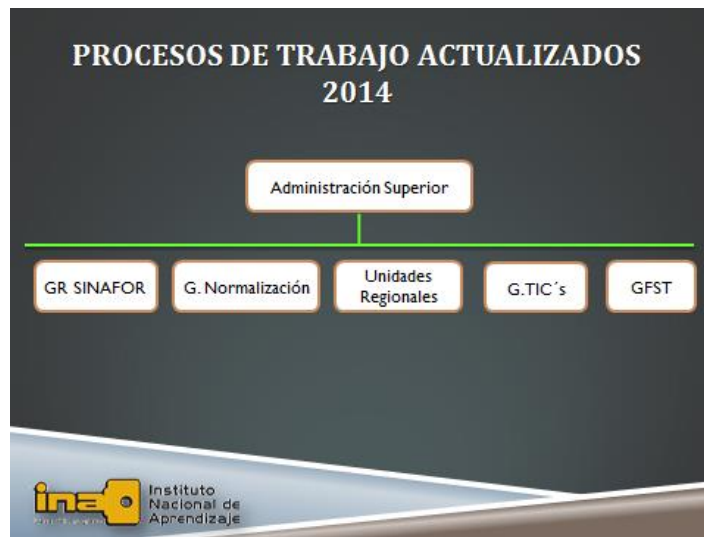 PROCESOS DE TRABAJO ACTUALIZADOS
2014
Administración Superior
GR SINAFOR
G. Normalización
Unidades
Regionales
G.TIC´s
GFST
ina
Instituto
Nacional de
Aprendizaje